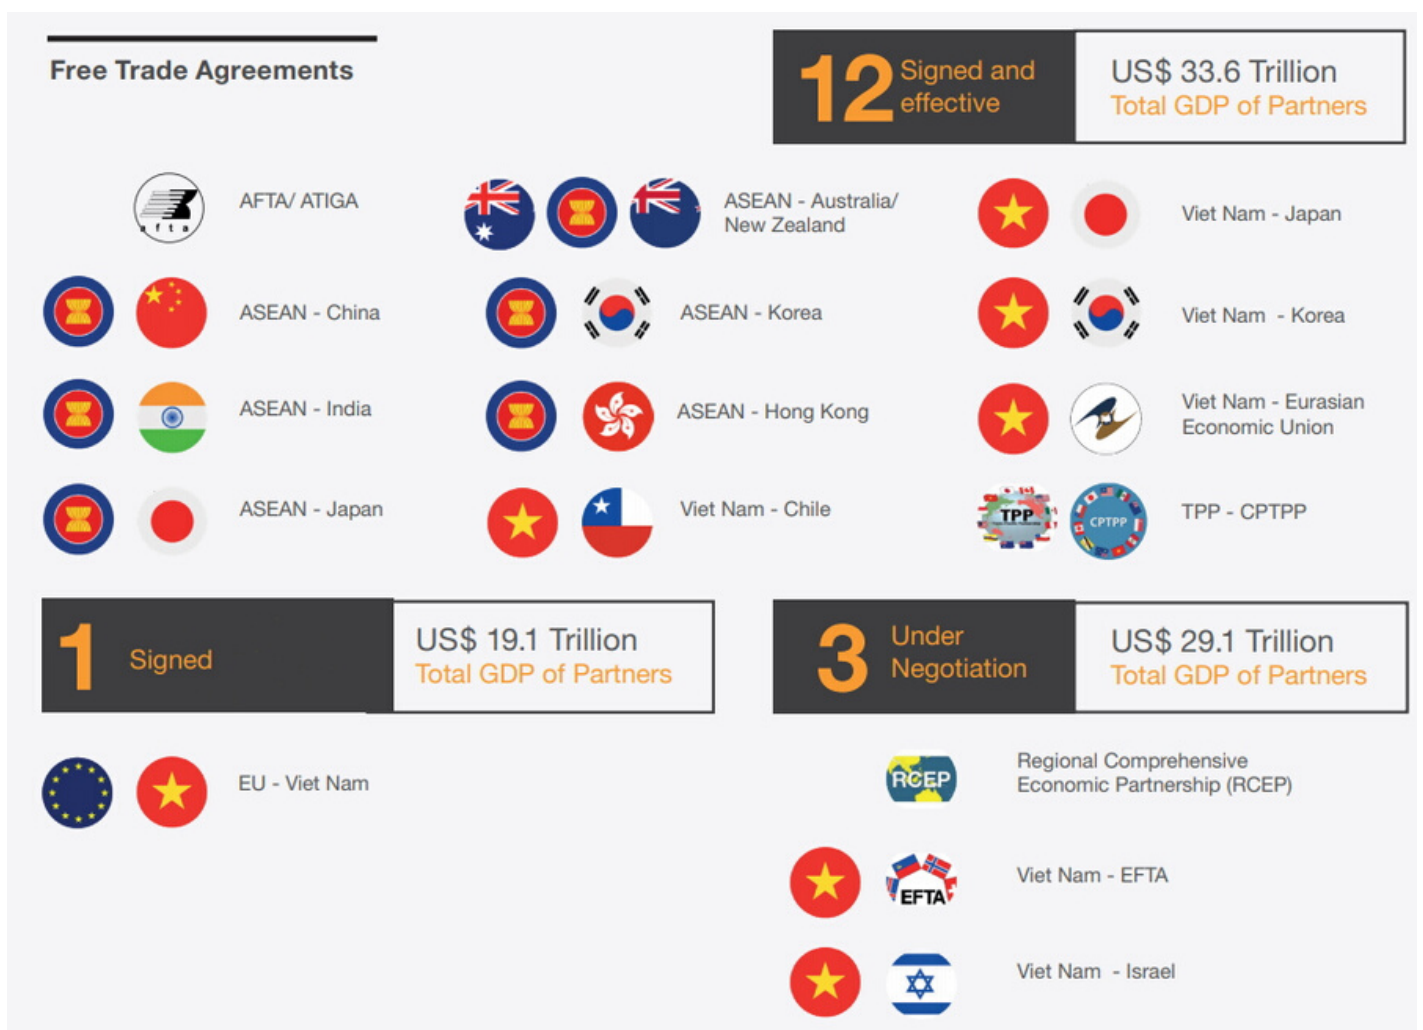 Free Trade Agreements
12 Signed and
effective
US$ 33.6 Trillion
Total GDP of Partners
afta
AFTA/ ATIGA
ASEAN - Australia/
New Zealand
Viet Nam - Japan
ASEAN - China
ASEAN - Korea
Viet Nam - Korea
ASEAN - India
ASEAN - Hong Kong
Viet Nam - Eurasian
Economic Union
ASEAN - Japan
Viet Nam - Chile
TPP
CPTPP
TPP - CPTPP
1 Signed
US$ 19.1 Trillion
Total GDP of Partners
3 Under
Negotiation
US$ 29.1 Trillion
Total GDP of Partners
EU - Viet Nam
RCEP
Regional Comprehensive
Economic Partnership (RCEP)
EFTA
Viet Nam - EFTA
Viet Nam - Israel